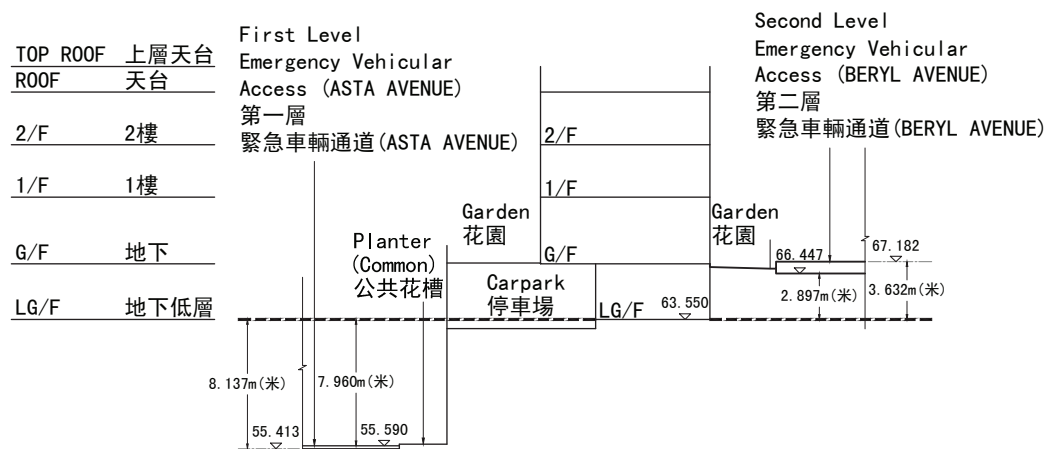 TOP ROOF 上層天台
ROOF 天台
2/F 2樓
1/F 1樓
G/F 地下
LG/F 地下低層
First Level
Emergency Vehicular
Access (ASTA AVENUE)
第一層
緊急車輛通道(ASTA AVENUE)
Second Level
Emergency Vehicular
Access (BERYL AVENUE)
第二層
緊急車輛通道(BERYL AVENUE)
2/F
1/F
G/F
LG/F
Garden
花園
Planter
(Common)
公共花槽
Carpark
停車場
Garden
花園
66.447
67.182
63.550
2.897m(米)
3.632m(米)
8.137m(米)
7.960m(米)
55.413
55.590